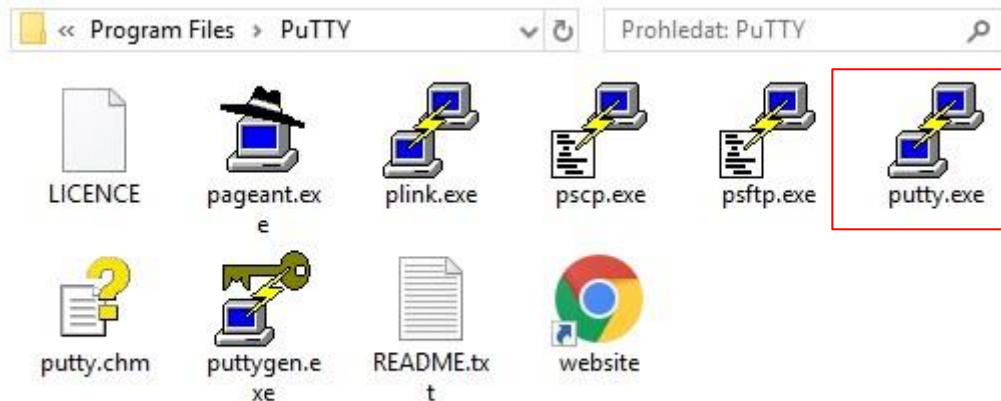 « Program Files > PuTTY
Prohledat: PuTTY
LICENCE
pageant.ex
e
plink.exe
pscp.exe
psftp.exe
putty.exe
putty.chm
puttygen.e
xe
README.tx
t
website